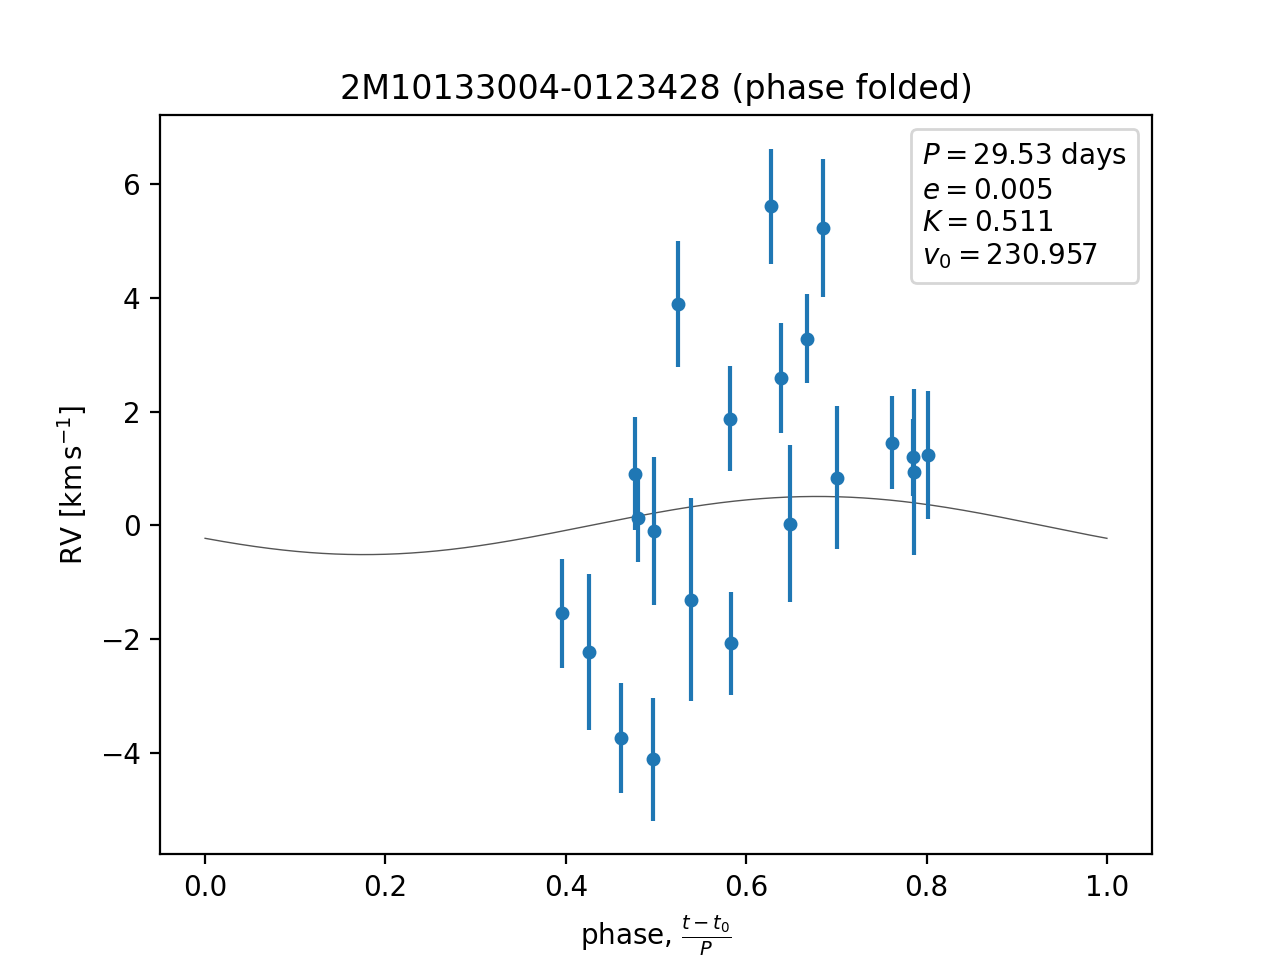 2M10133004-0123428 (phase folded)
P = 29.53 days
e = 0.005
K = 0.511
v₀ = 230.957
RV [km s⁻¹]
6
4
2
0
−2
−4
0.0 0.2 0.4 0.6 0.8 1.0
phase, (t − t₀)/P